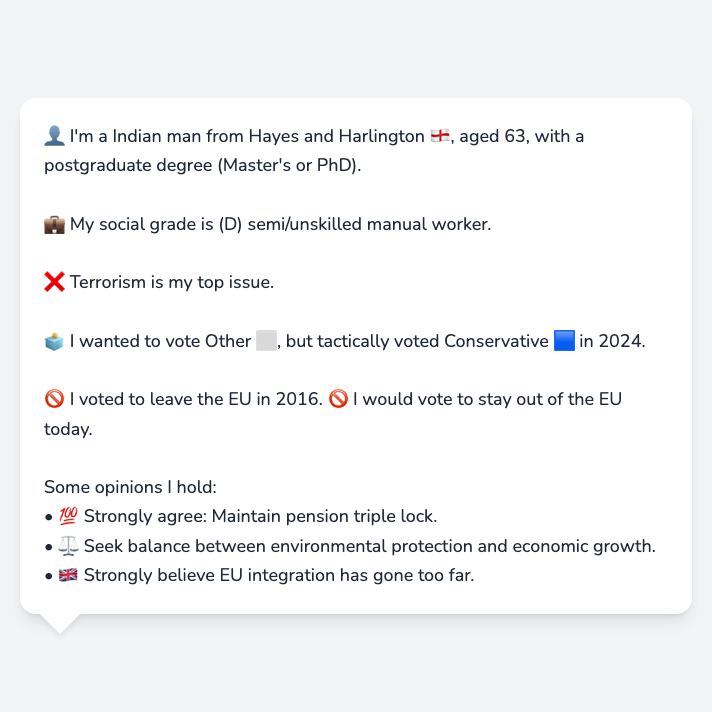 👤 I'm a Indian man from Hayes and Harlington 🏴󠁧󠁢󠁥󠁮󠁧󠁿, aged 63, with a
postgraduate degree (Master's or PhD).
💼 My social grade is (D) semi/unskilled manual worker.
❌ Terrorism is my top issue.
🗳️ I wanted to vote Other ⬜, but tactically voted Conservative 🟦 in 2024.
🚫 I voted to leave the EU in 2016. 🚫 I would vote to stay out of the EU
today.
Some opinions I hold:
• 💯 Strongly agree: Maintain pension triple lock.
• ⚖️ Seek balance between environmental protection and economic growth.
• 🇬🇧 Strongly believe EU integration has gone too far.